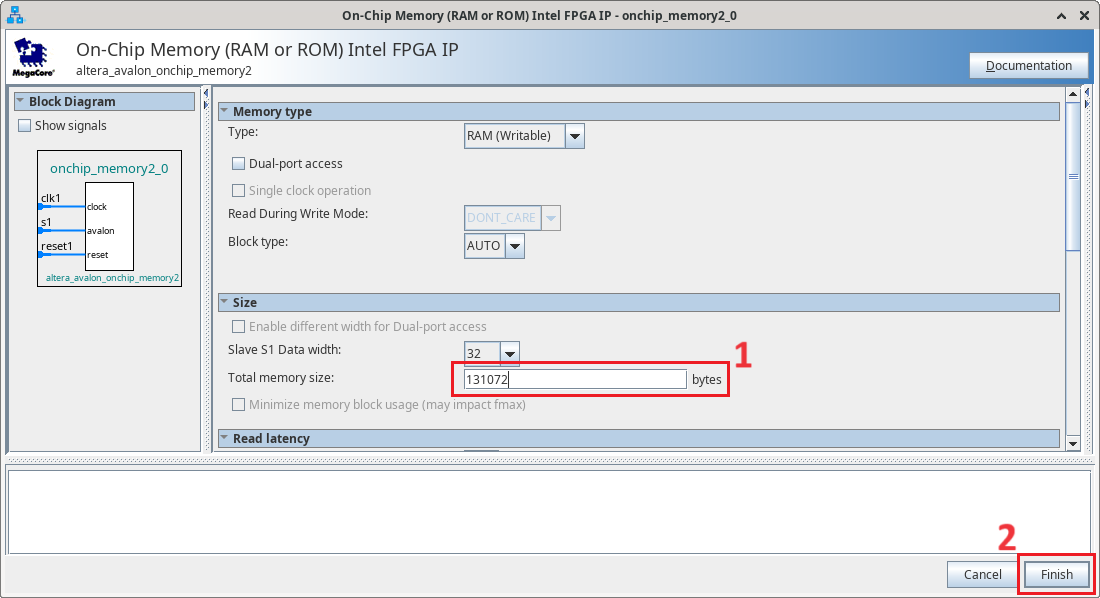 On-Chip Memory (RAM or ROM) Intel FPGA IP - onchip_memory2_0
MegaCore®
On-Chip Memory (RAM or ROM) Intel FPGA IP
altera_avalon_onchip_memory2
Documentation
Block Diagram
Show signals
onchip_memory2_0
clk1
clock
s1
avalon
reset1
reset
altera_avalon_onchip_memory2
Memory type
Type: RAM (Writable)
Dual-port access
Single clock operation
Read During Write Mode: DONT_CARE
Block type: AUTO
Size
Enable different width for Dual-port access
Slave S1 Data width: 32
1
Total memory size: 131072 bytes
Minimize memory block usage (may impact fmax)
Read latency
2
Cancel Finish